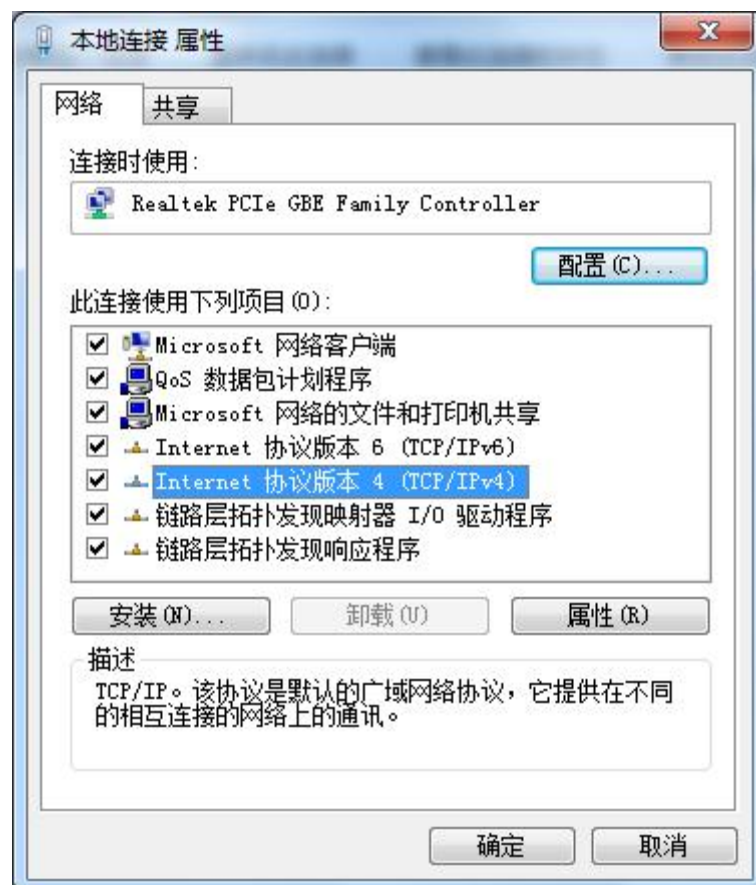 本地连接 属性
网络
共享
连接时使用:
Realtek PCIe GBE Family Controller
配置(C)...
此连接使用下列项目(O):
Microsoft 网络客户端
QoS 数据包计划程序
Microsoft 网络的文件和打印机共享
Internet 协议版本 6 (TCP/IPv6)
Internet 协议版本 4 (TCP/IPv4)
链路层拓扑发现映射器 I/O 驱动程序
链路层拓扑发现响应程序
安装(N)...
卸载(U)
属性(R)
描述
TCP/IP。该协议是默认的广域网络协议，它提供在不同
的相互连接的网络上的通讯。
确定
取消